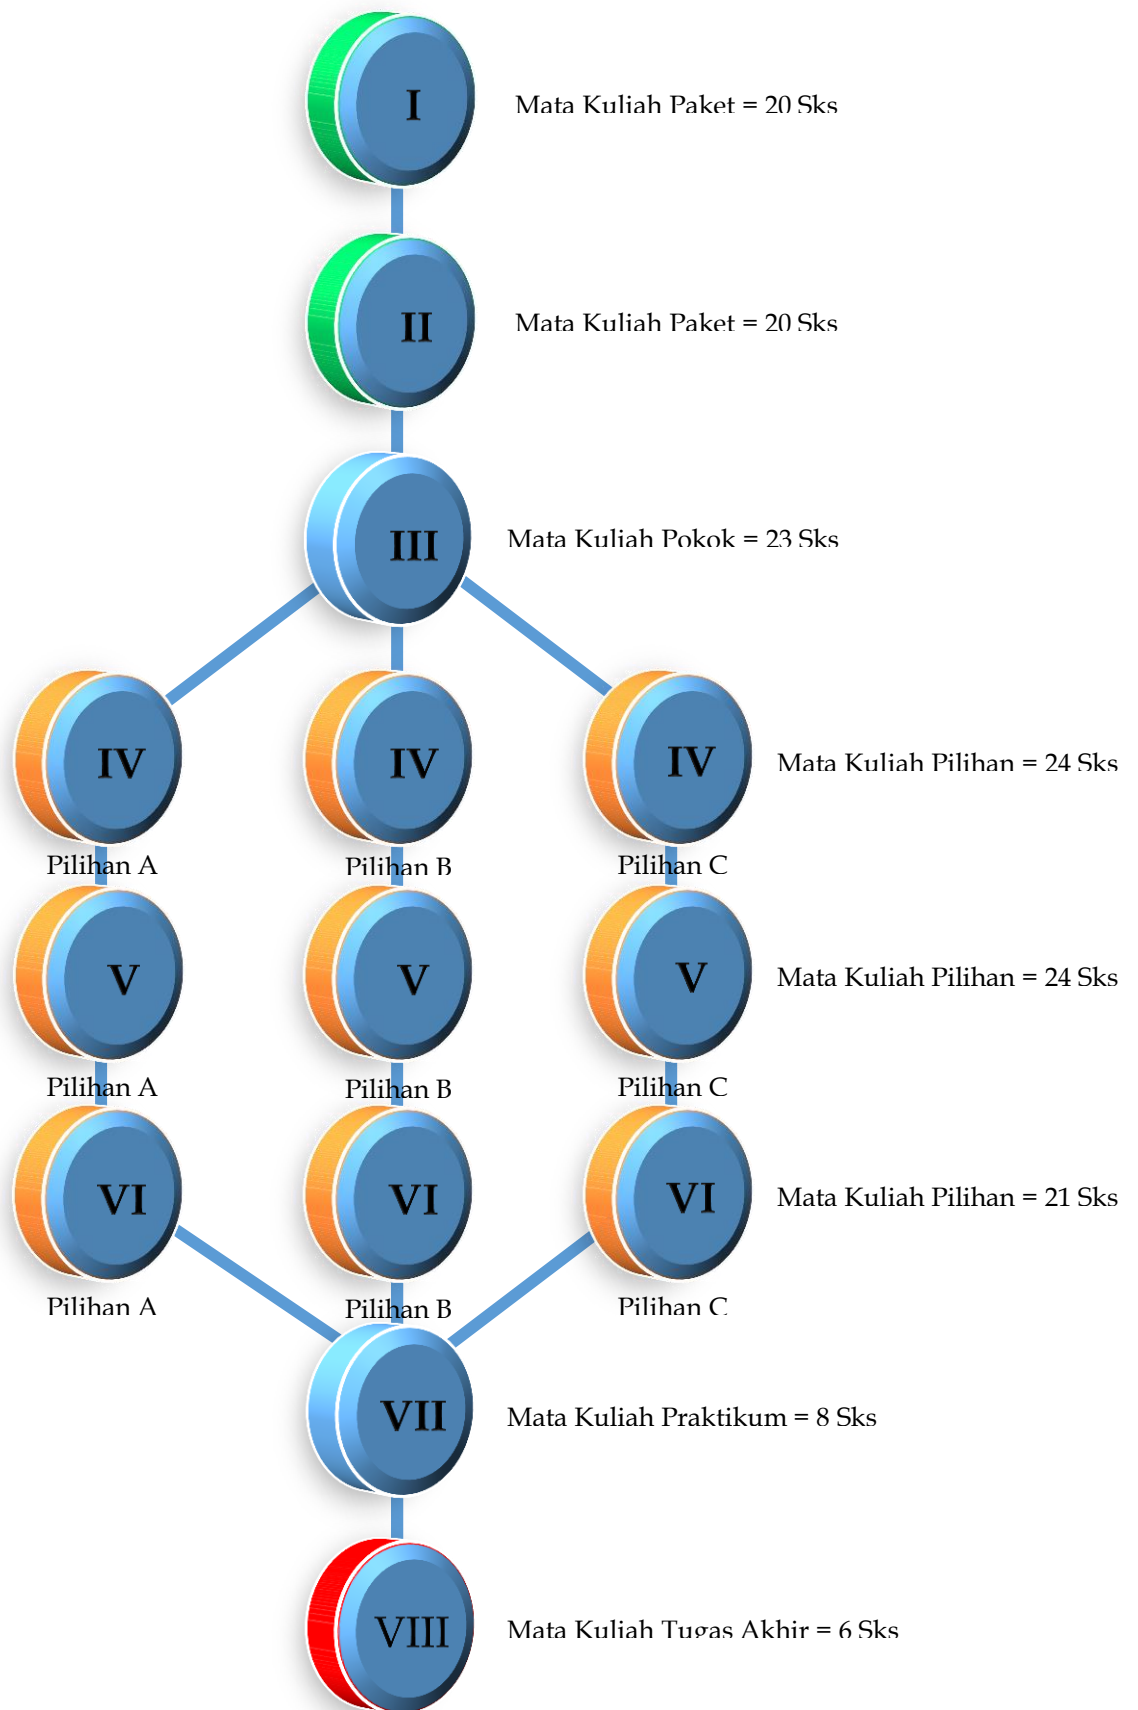 I
Mata Kuliah Paket = 20 Sks
II
Mata Kuliah Paket = 20 Sks
III
Mata Kuliah Pokok = 23 Sks
IV
IV
IV
Mata Kuliah Pilihan = 24 Sks
Pilihan A
Pilihan B
Pilihan C
V
V
V
Mata Kuliah Pilihan = 24 Sks
Pilihan A
Pilihan B
Pilihan C
VI
VI
VI
Mata Kuliah Pilihan = 21 Sks
Pilihan A
Pilihan B
Pilihan C
VII
Mata Kuliah Praktikum = 8 Sks
VIII
Mata Kuliah Tugas Akhir = 6 Sks